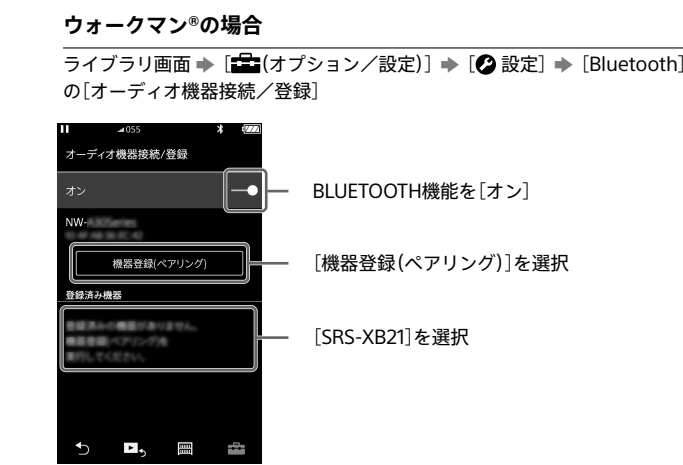 ウォークマン®の場合
ライブラリ画面 ➡ [(オプション／設定)] ➡ [設定] ➡ [Bluetooth]
の[オーディオ機器接続／登録]
055
オーディオ機器接続/登録
オン
BLUETOOTH機能を[オン]
NW-
機器登録(ペアリング)
[機器登録(ペアリング)]を選択
登録済み機器
[SRS-XB21]を選択